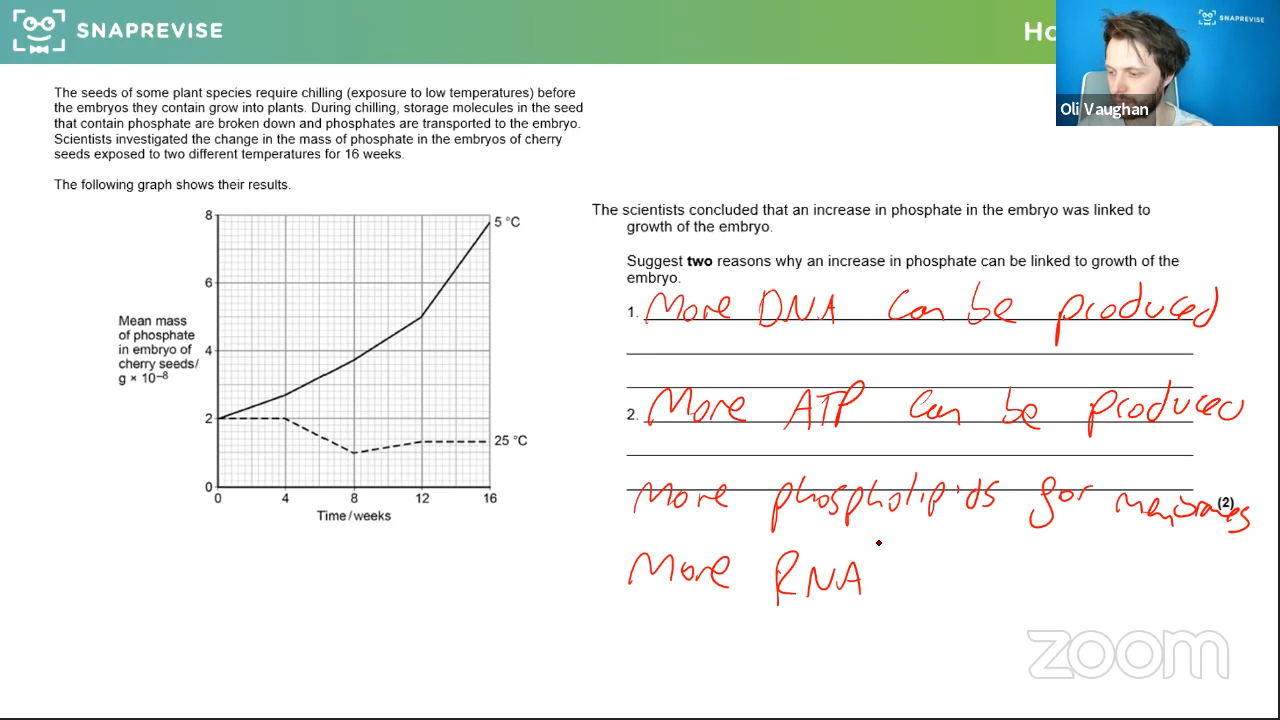 SNAPREVISE
Ho
SNAPREVISE
Oli Vaughan
The seeds of some plant species require chilling (exposure to low temperatures) before
the embryos they contain grow into plants. During chilling, storage molecules in the seed
that contain phosphate are broken down and phosphates are transported to the embryo.
Scientists investigated the change in the mass of phosphate in the embryos of cherry
seeds exposed to two different temperatures for 16 weeks.
The following graph shows their results.
8
6
4
2
0
5 °C
25 °C
Mean mass
of phosphate
in embryo of
cherry seeds/
g × 10⁻⁸
0 4 8 12 16
Time/weeks
The scientists concluded that an increase in phosphate in the embryo was linked to
growth of the embryo.
Suggest two reasons why an increase in phosphate can be linked to growth of the
embryo.
1. More DNA can be produced
2. More ATP can be produced
More phospholipids for membranes
(2)
More RNA
zoom